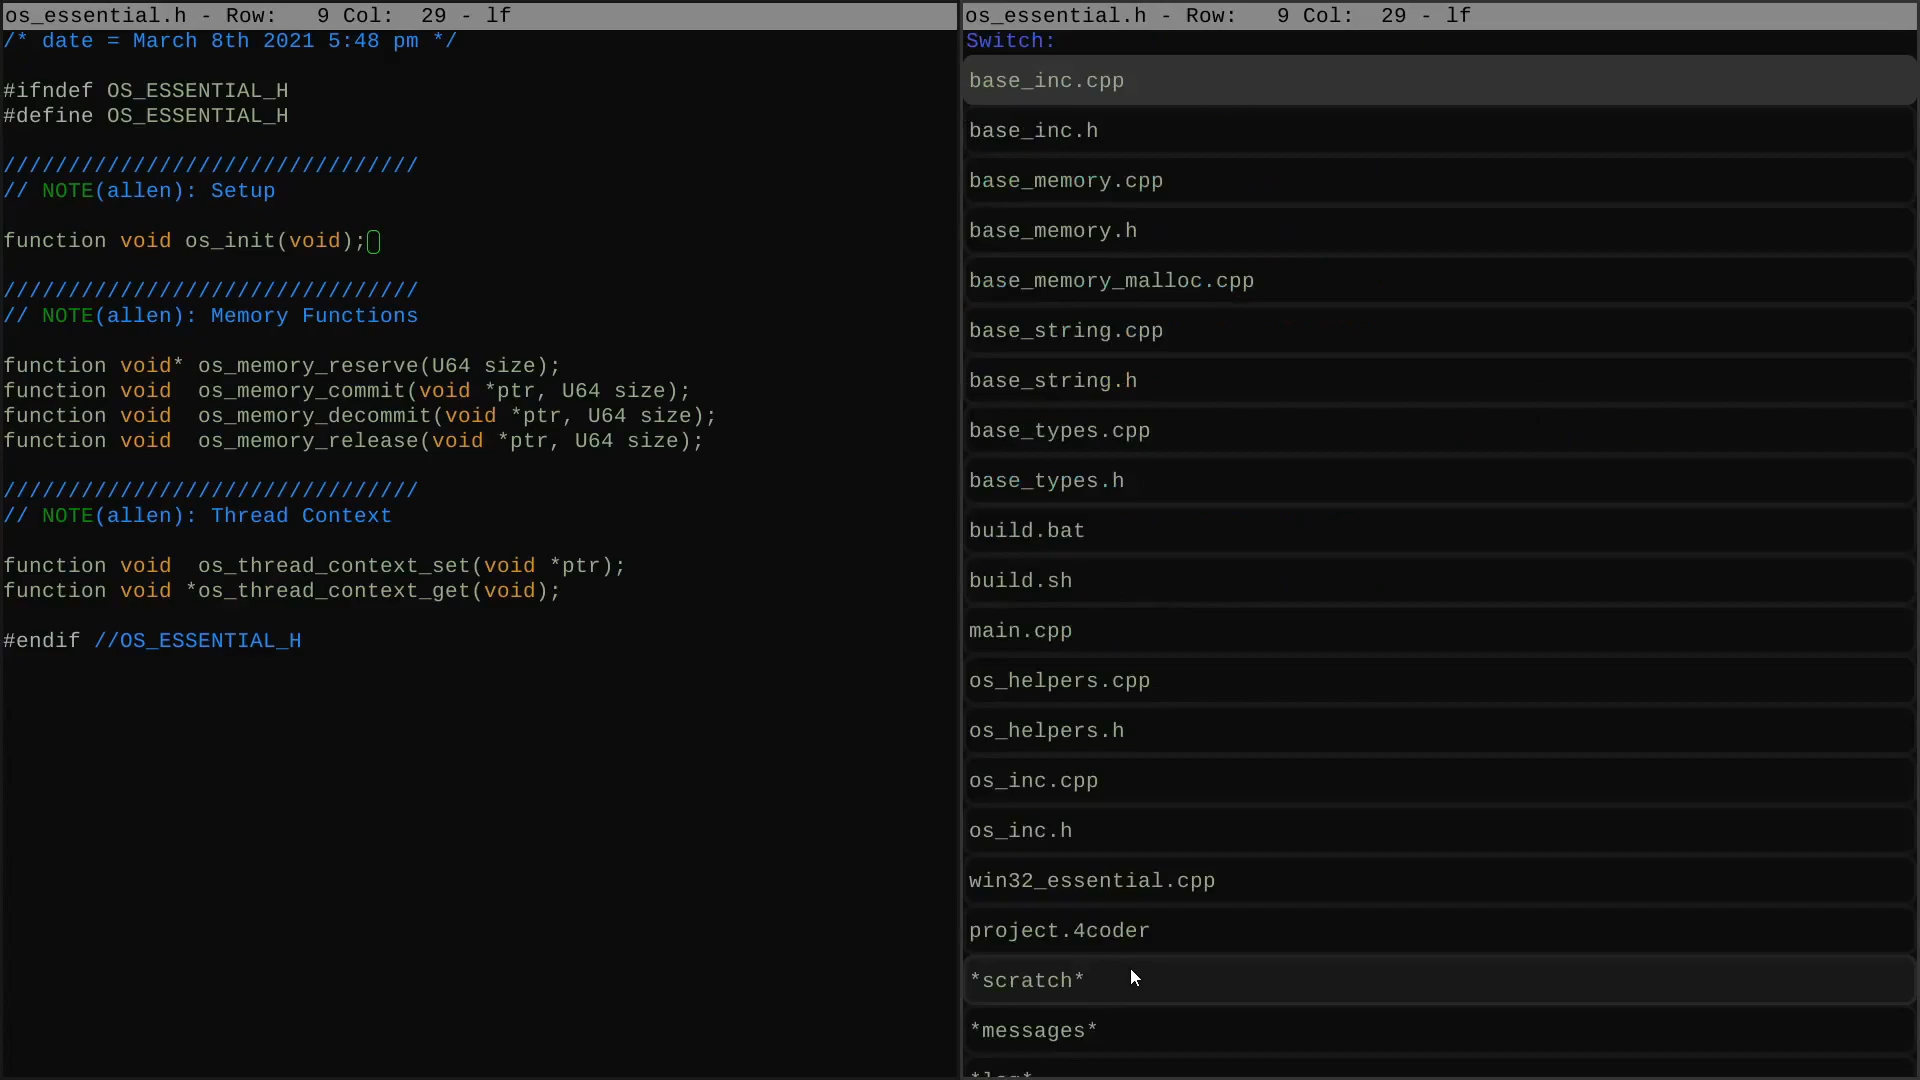 os_essential.h - Row:   9 Col:  29 - lf
/* date = March 8th 2021 5:48 pm */
#ifndef OS_ESSENTIAL_H
#define OS_ESSENTIAL_H
////////////////////////////////
// NOTE(allen): Setup
function void os_init(void);
////////////////////////////////
// NOTE(allen): Memory Functions
function void* os_memory_reserve(U64 size);
function void  os_memory_commit(void *ptr, U64 size);
function void  os_memory_decommit(void *ptr, U64 size);
function void  os_memory_release(void *ptr, U64 size);
////////////////////////////////
// NOTE(allen): Thread Context
function void  os_thread_context_set(void *ptr);
function void *os_thread_context_get(void);
#endif //OS_ESSENTIAL_H
os_essential.h - Row:   9 Col:  29 - lf
Switch:
base_inc.cpp
base_inc.h
base_memory.cpp
base_memory.h
base_memory_malloc.cpp
base_string.cpp
base_string.h
base_types.cpp
base_types.h
build.bat
build.sh
main.cpp
os_helpers.cpp
os_helpers.h
os_inc.cpp
os_inc.h
win32_essential.cpp
project.4coder
*scratch*
*messages*